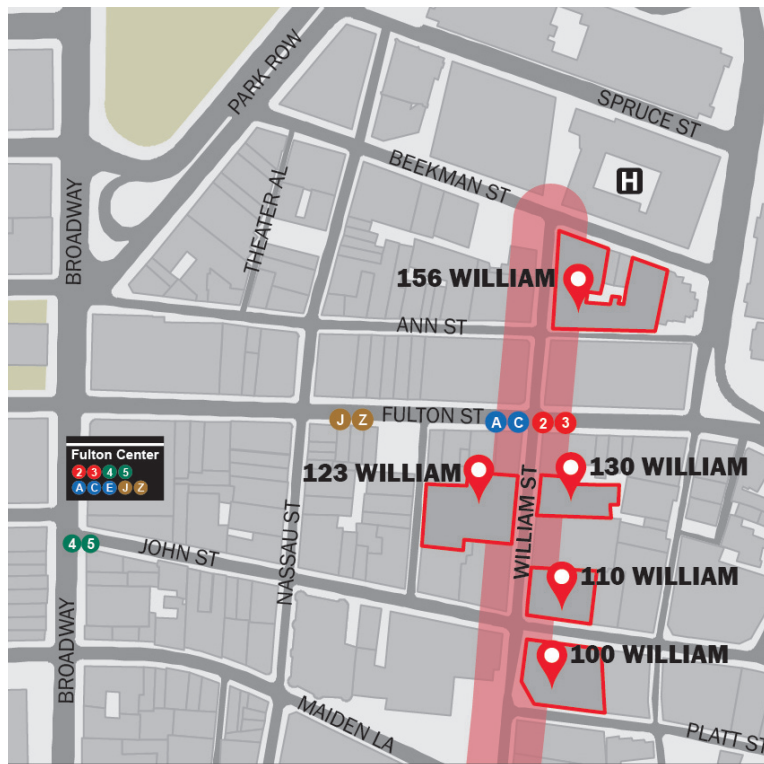 PARK ROW
SPRUCE ST
BEEKMAN ST
H
BROADWAY
THEATER AL
156 WILLIAM
ANN ST
J Z
FULTON ST
A C 2 3
Fulton Center
2 3 4 5
A C E J Z
123 WILLIAM
130 WILLIAM
WILLIAM ST
4 5
JOHN ST
NASSAU ST
110 WILLIAM
BROADWAY
100 WILLIAM
MAIDEN LA
PLATT ST